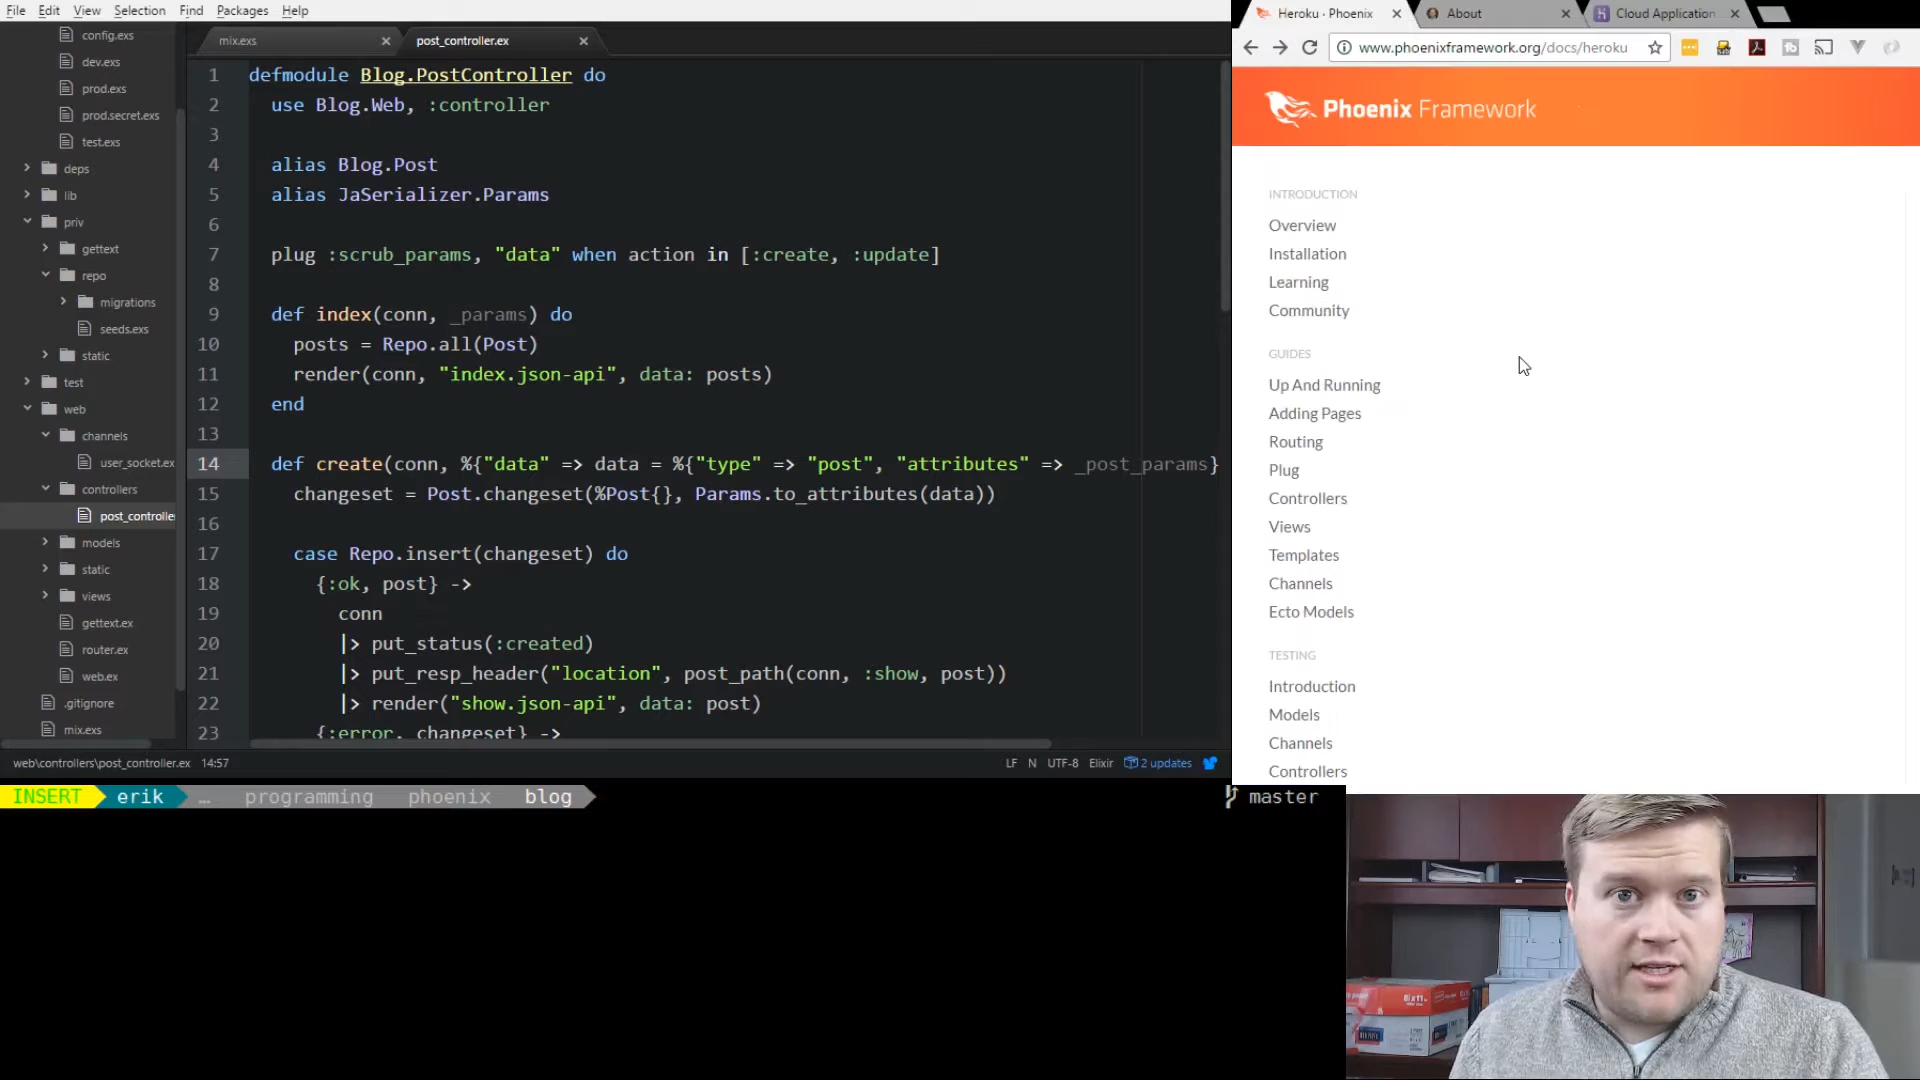 File Edit View Selection Find Packages Help
config.exs
dev.exs
prod.exs
prod.secret.exs
test.exs
deps
lib
priv
gettext
repo
migrations
seeds.exs
static
test
web
channels
user_socket.ex
controllers
post_controlle
models
static
views
gettext.ex
router.ex
web.ex
.gitignore
mix.exs
mix.exs post_controller.ex
1 defmodule Blog.PostController do
2 use Blog.Web, :controller
3
4 alias Blog.Post
5 alias JaSerializer.Params
6
7 plug :scrub_params, "data" when action in [:create, :update]
8
9 def index(conn, _params) do
10 posts = Repo.all(Post)
11 render(conn, "index.json-api", data: posts)
12 end
13
14 def create(conn, %{"data" => data = %{"type" => "post", "attributes" => _post_params}
15 changeset = Post.changeset(%Post{}, Params.to_attributes(data))
16
17 case Repo.insert(changeset) do
18 {:ok, post} ->
19 conn
20 |> put_status(:created)
21 |> put_resp_header("location", post_path(conn, :show, post))
22 |> render("show.json-api", data: post)
23 {:error, changeset} ->
web\controllers\post_controller.ex 14:57 LF N UTF-8 Elixir 2 updates
INSERT erik … programming phoenix blog master
Heroku · Phoenix About Cloud Application
www.phoenixframework.org/docs/heroku
Phoenix Framework
INTRODUCTION
Overview
Installation
Learning
Community
GUIDES
Up And Running
Adding Pages
Routing
Plug
Controllers
Views
Templates
Channels
Ecto Models
TESTING
Introduction
Models
Channels
Controllers